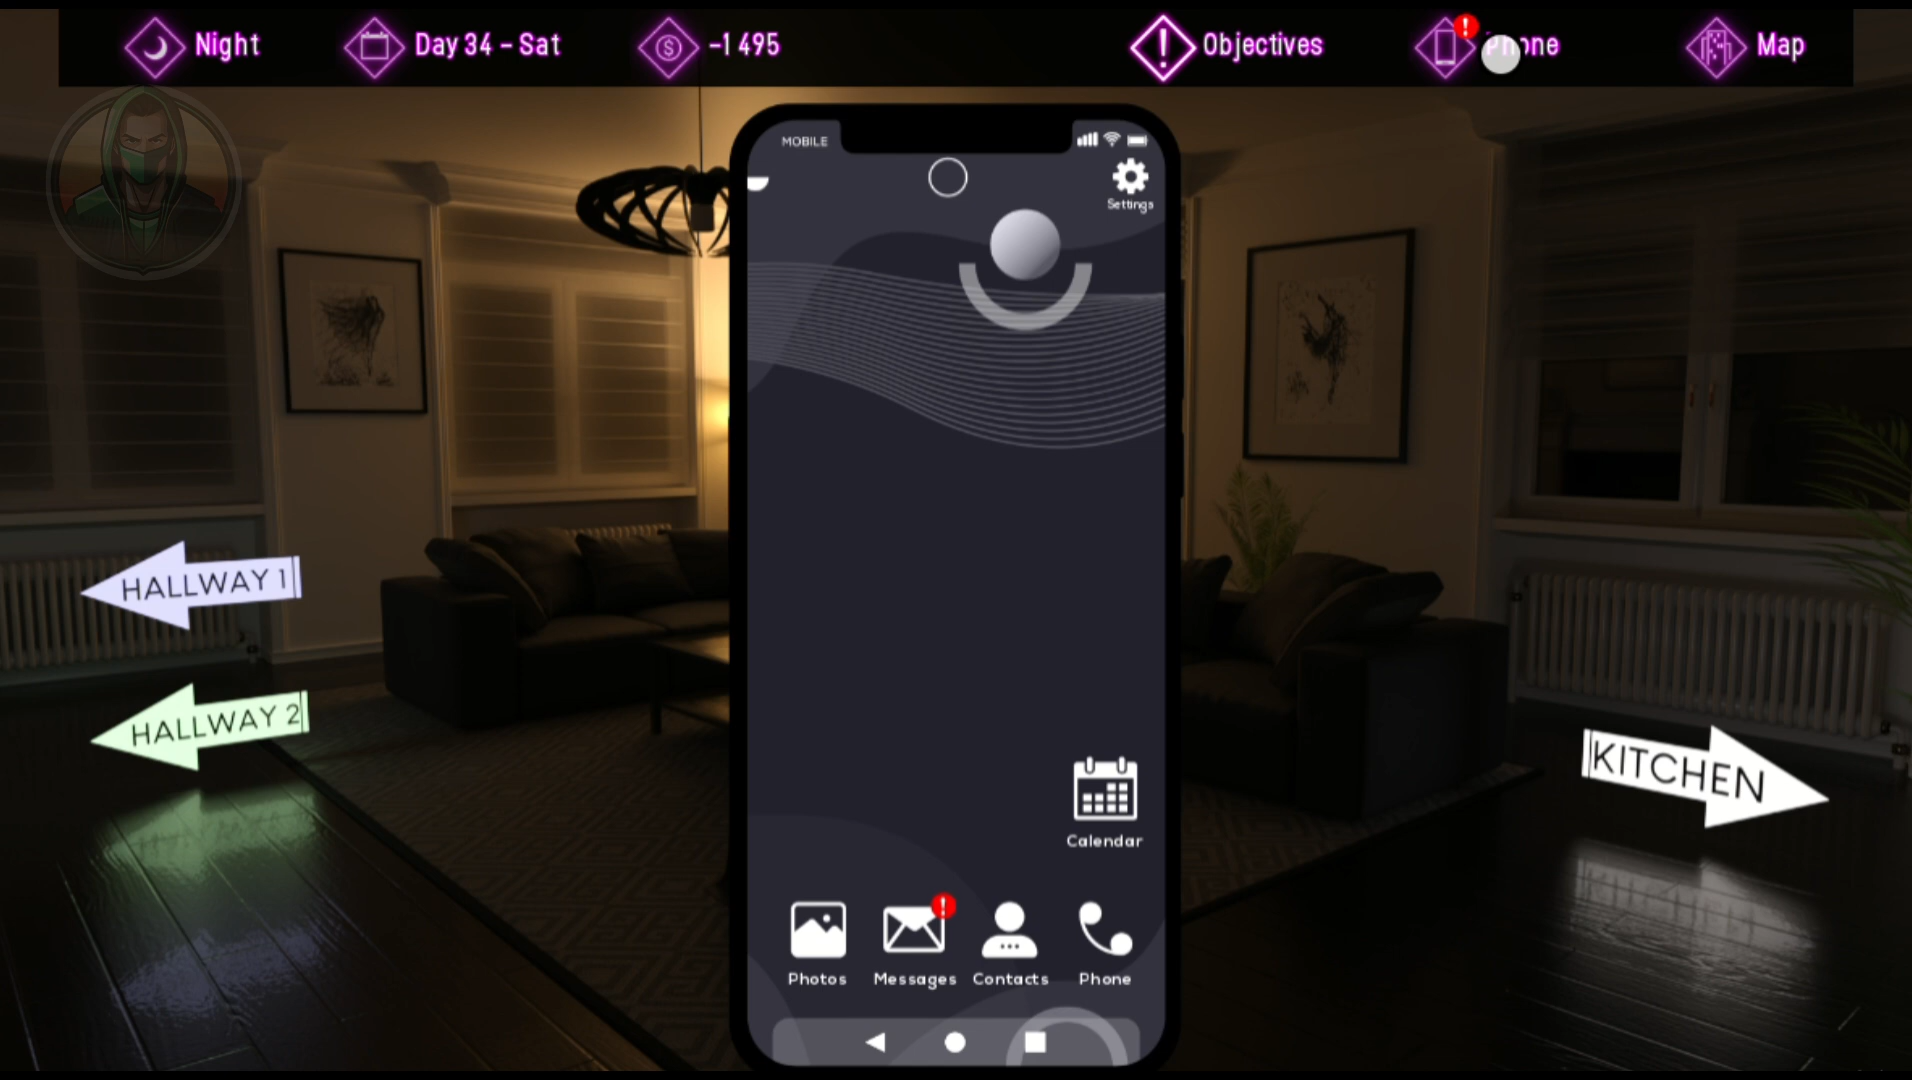 Night
Day 34 - Sat
-1 495
Objectives
Phone
Map
MOBILE
Settings
HALLWAY 1
HALLWAY 2
KITCHEN
Calendar
Photos
Messages
Contacts
Phone